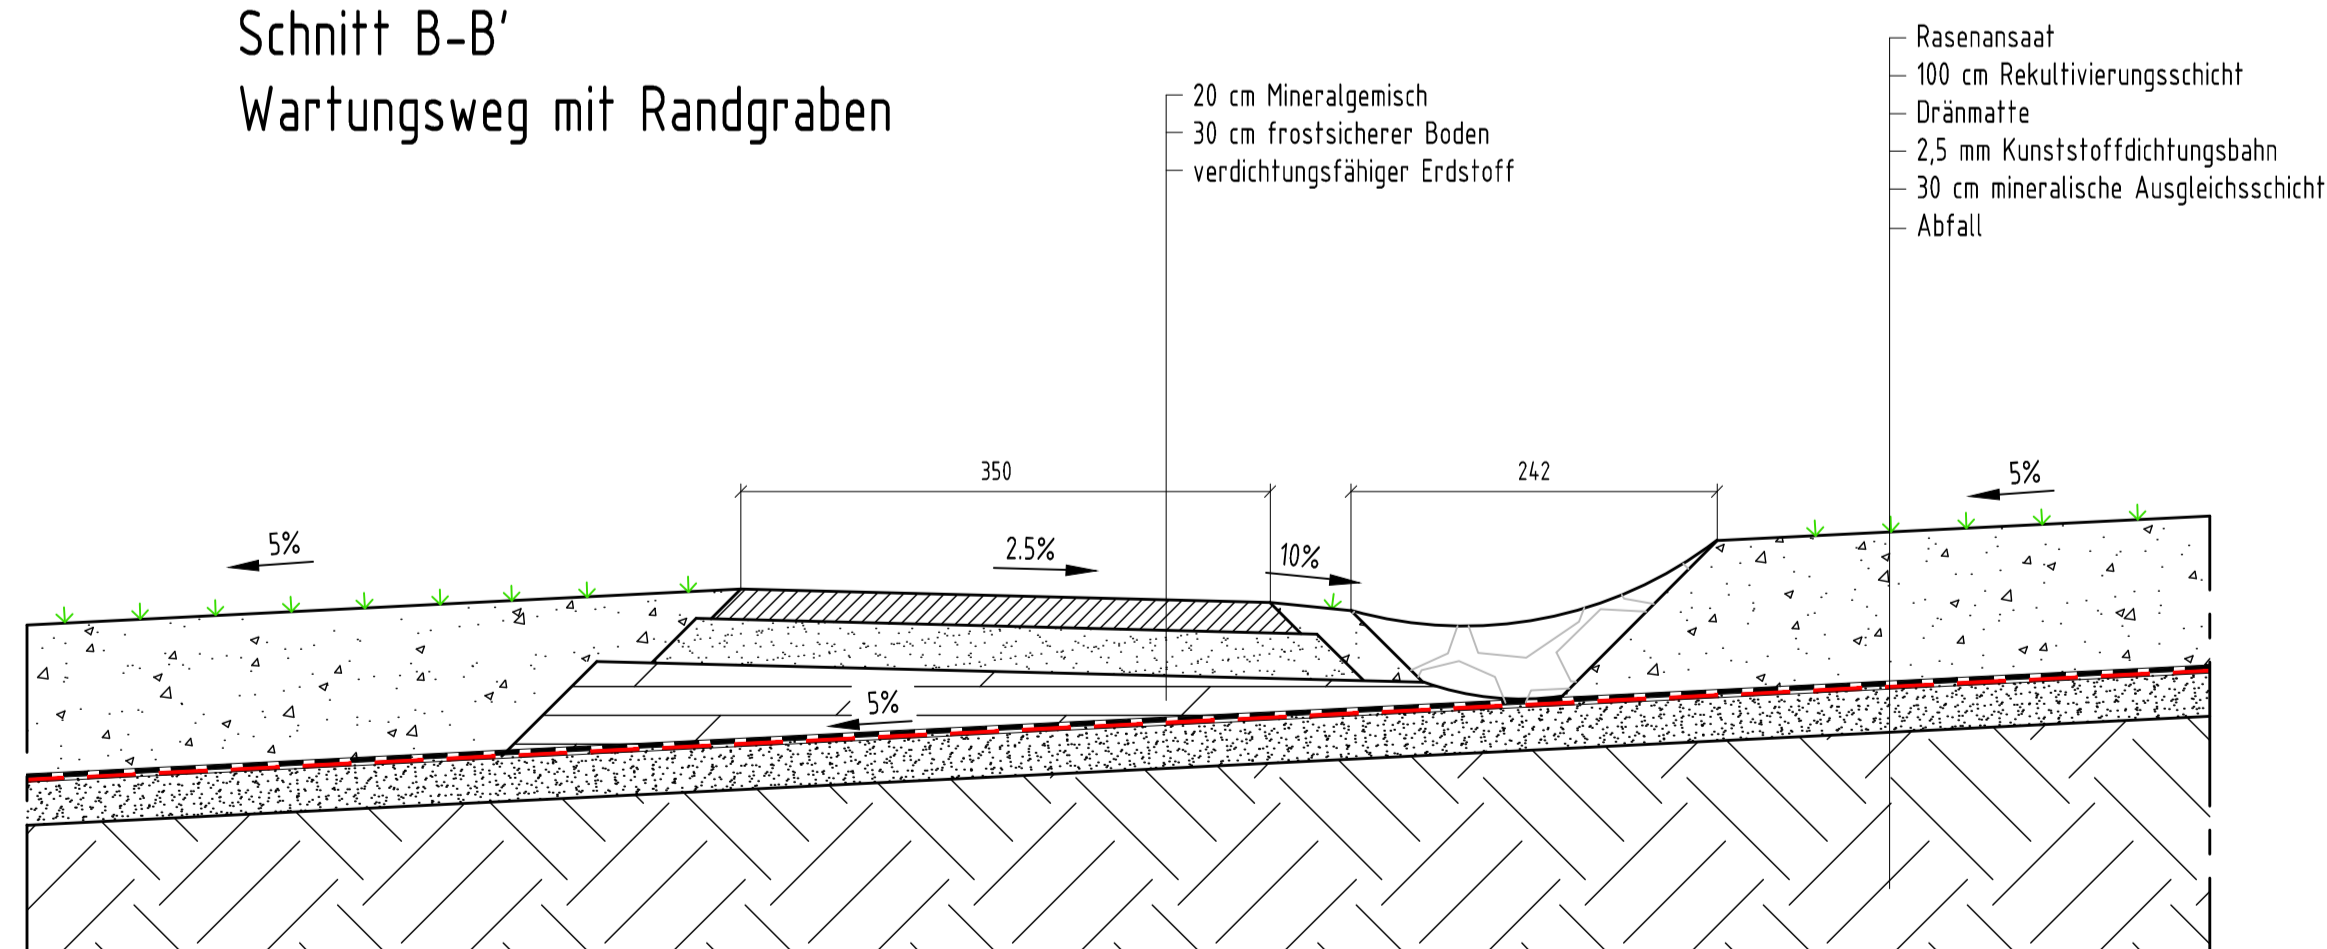 Schnitt B-B'
Wartungsweg mit Randgraben
20 cm Mineralgemisch
30 cm frostsicherer Boden
verdichtungsfähiger Erdstoff
Rasenansaat
100 cm Rekultivierungsschicht
Dränmatte
2,5 mm Kunststoffdichtungsbahn
30 cm mineralische Ausgleichsschicht
Abfall
350
242
5%
5%
2.5%
10%
5%